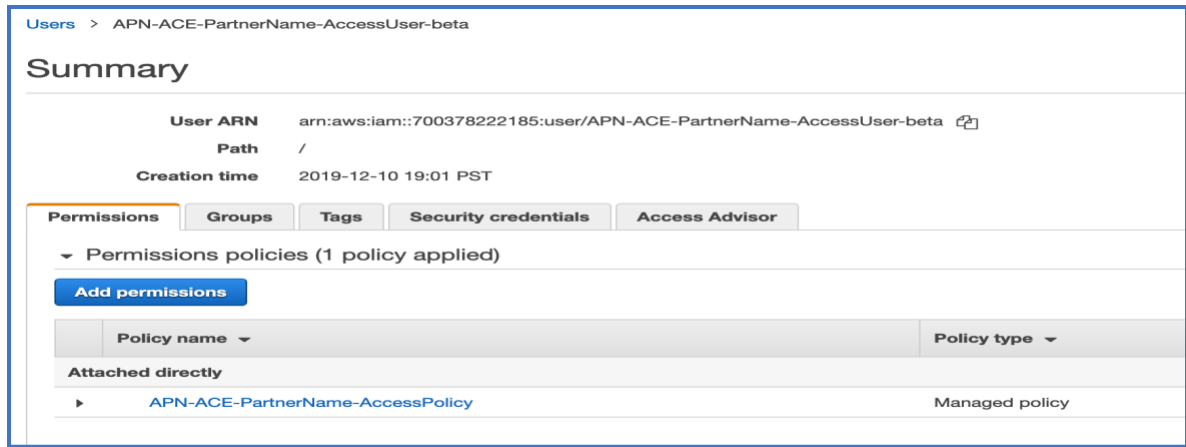 Users > APN-ACE-PartnerName-AccessUser-beta
Summary
User ARN arn:aws:iam::700378222185:user/APN-ACE-PartnerName-AccessUser-beta
Path /
Creation time 2019-12-10 19:01 PST
Permissions Groups Tags Security credentials Access Advisor
Permissions policies (1 policy applied)
Add permissions
Policy name Policy type
Attached directly
APN-ACE-PartnerName-AccessPolicy Managed policy